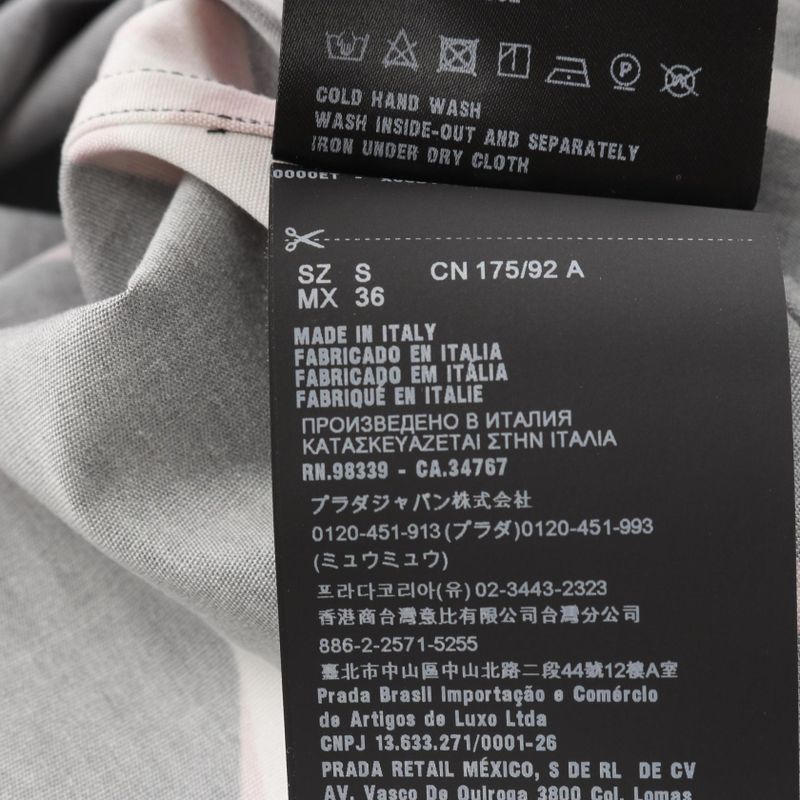 COLD HAND WASH
WASH INSIDE-OUT AND SEPARATELY
IRON UNDER DRY CLOTH
SZ S CN 175/92 A
MX 36
MADE IN ITALY
FABRICADO EN ITALIA
FABRICADO EM ITÁLIA
FABRIQUÉ EN ITALIE
ПРОИЗВЕДЕНО В ИТАЛИЯ
ΚΑΤΑΣΚΕΥΑΖΕΤΑΙ ΣΤΗΝ ΙΤΑΛΙΑ
RN.98339 - CA.34767
プラダジャパン株式会社
0120-451-913(プラダ)0120-451-993
(ミュウミュウ)
프라다코리아(유) 02-3443-2323
香港商台灣意比有限公司台灣分公司
886-2-2571-5255
臺北市中山區中山北路二段44號12樓A室
Prada Brasil Importação e Comércio
de Artigos de Luxo Ltda
CNPJ 13.633.271/0001-26
PRADA RETAIL MÉXICO, S DE RL DE CV
AV. Vasco De Quiroga 3800 Col. Lomas